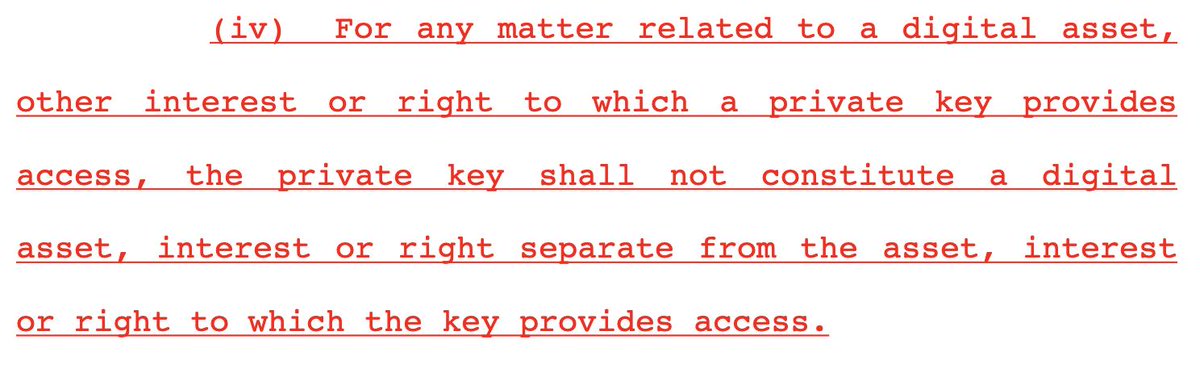 (iv) For any matter related to a digital asset,
other interest or right to which a private key provides
access, the private key shall not constitute a digital
asset, interest or right separate from the asset, interest
or right to which the key provides access.